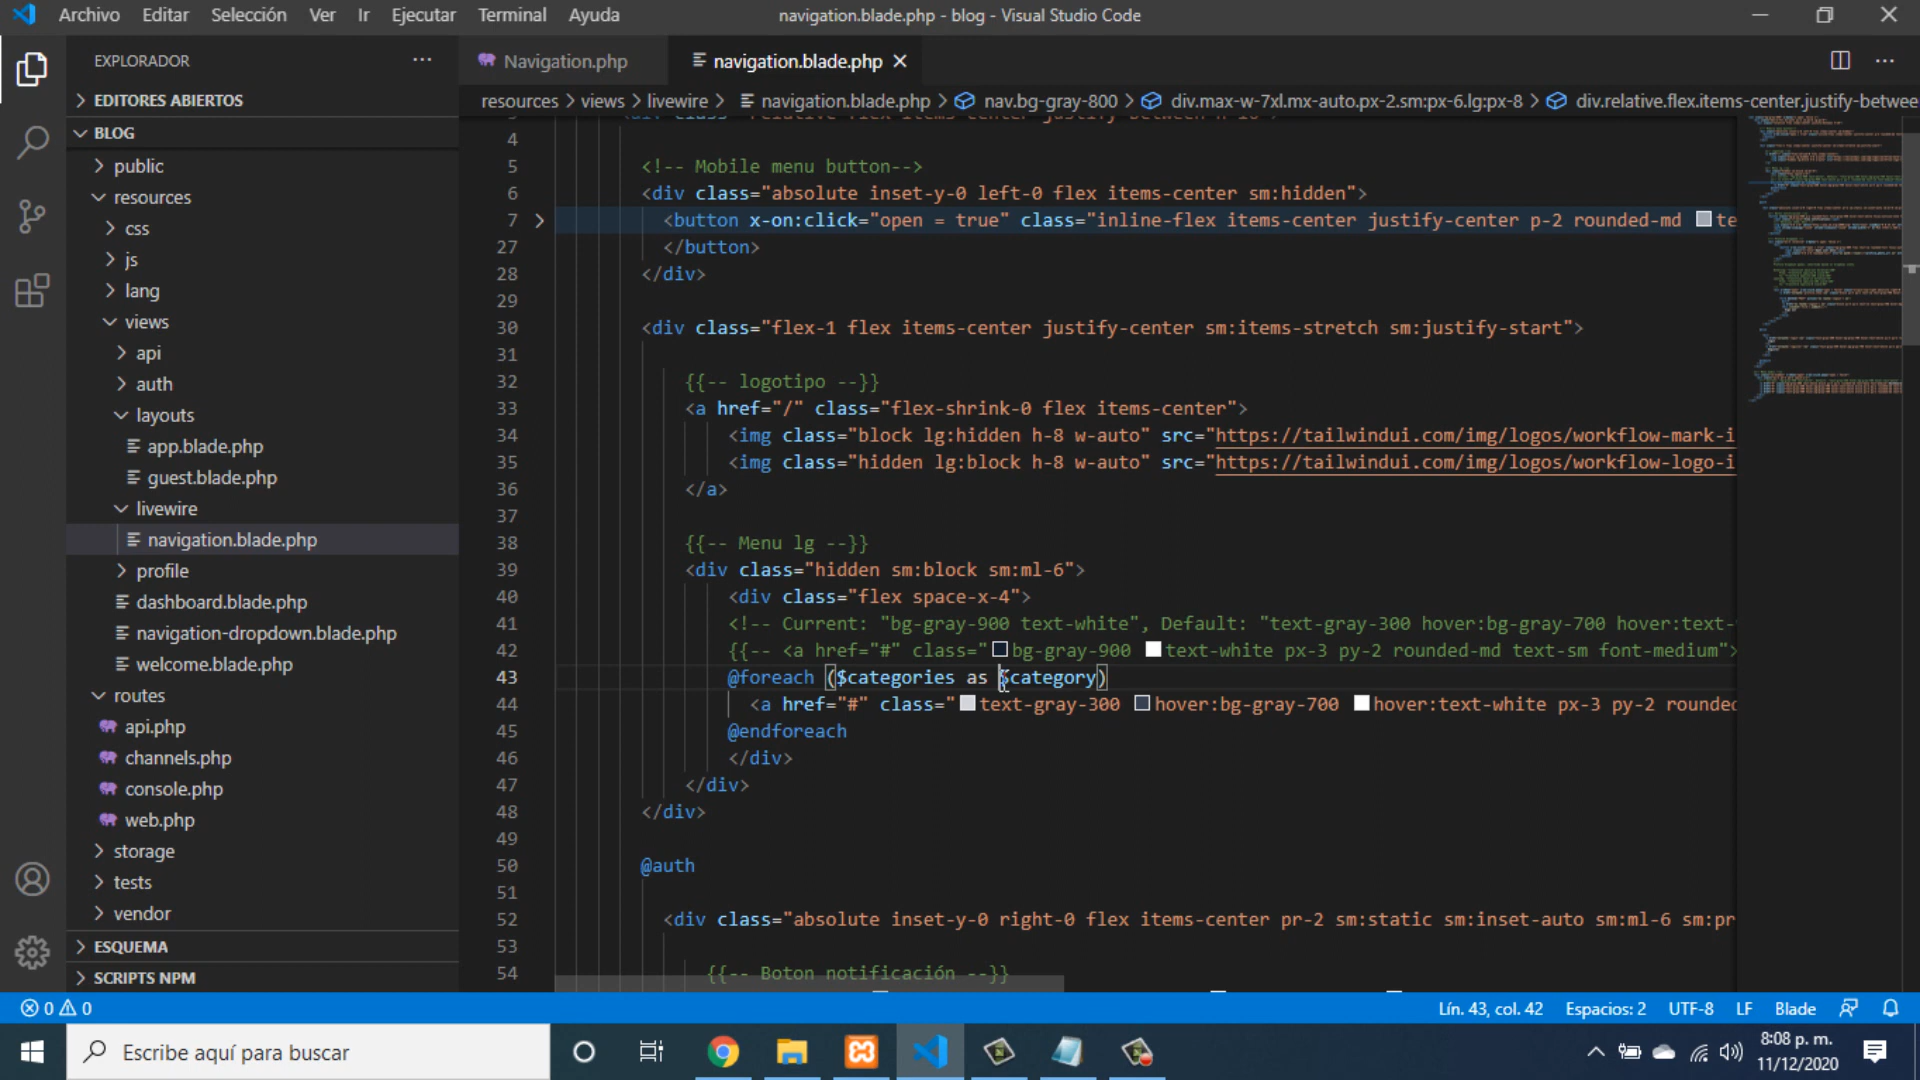 Archivo Editar Selección Ver Ir Ejecutar Terminal Ayuda
navigation.blade.php - blog - Visual Studio Code
EXPLORADOR
Navigation.php
navigation.blade.php
EDITORES ABIERTOS
resources > views > livewire > navigation.blade.php > nav.bg-gray-800 > div.max-w-7xl.mx-auto.px-2.sm:px-6.lg:px-8 > div.relative.flex.items-center.justify-betwee
BLOG
public
resources
css
js
lang
views
api
auth
layouts
app.blade.php
guest.blade.php
livewire
navigation.blade.php
profile
dashboard.blade.php
navigation-dropdown.blade.php
welcome.blade.php
routes
api.php
channels.php
console.php
web.php
storage
tests
vendor
ESQUEMA
SCRIPTS NPM
4
5 <!-- Mobile menu button-->
6 <div class="absolute inset-y-0 left-0 flex items-center sm:hidden">
7 <button x-on:click="open = true" class="inline-flex items-center justify-center p-2 rounded-md te
27 </button>
28 </div>
29
30 <div class="flex-1 flex items-center justify-center sm:items-stretch sm:justify-start">
31
32 {{-- logotipo --}}
33 <a href="/" class="flex-shrink-0 flex items-center">
34 <img class="block lg:hidden h-8 w-auto" src="https://tailwindui.com/img/logos/workflow-mark-i
35 <img class="hidden lg:block h-8 w-auto" src="https://tailwindui.com/img/logos/workflow-logo-i
36 </a>
37
38 {{-- Menu lg --}}
39 <div class="hidden sm:block sm:ml-6">
40 <div class="flex space-x-4">
41 <!-- Current: "bg-gray-900 text-white", Default: "text-gray-300 hover:bg-gray-700 hover:text-
42 {{-- <a href="#" class="bg-gray-900 text-white px-3 py-2 rounded-md text-sm font-medium">
43 @foreach ($categories as $category)
44 <a href="#" class="text-gray-300 hover:bg-gray-700 hover:text-white px-3 py-2 rounded
45 @endforeach
46 </div>
47 </div>
48 </div>
49
50 @auth
51
52 <div class="absolute inset-y-0 right-0 flex items-center pr-2 sm:static sm:inset-auto sm:ml-6 sm:pr
53
54 {{-- Boton notificación --}}
0 0
Lín. 43, col. 42 Espacios: 2 UTF-8 LF Blade
Escribe aquí para buscar
8:08 p. m.
11/12/2020